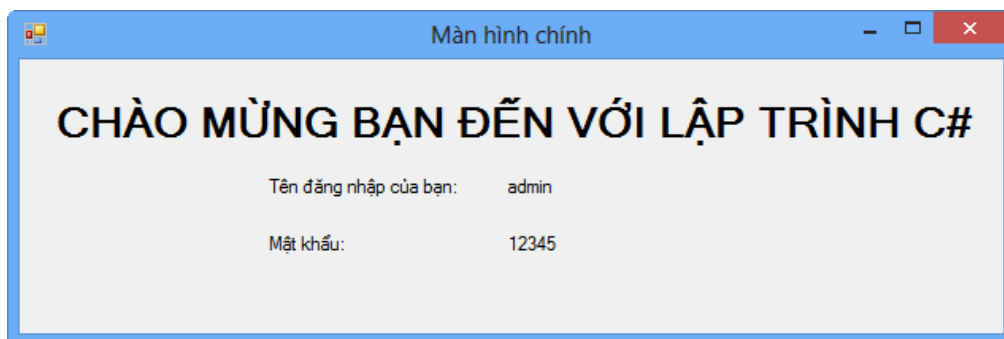 Màn hình chính
CHÀO MỪNG BẠN ĐẾN VỚI LẬP TRÌNH C#
Tên đăng nhập của bạn: admin
Mật khẩu: 12345